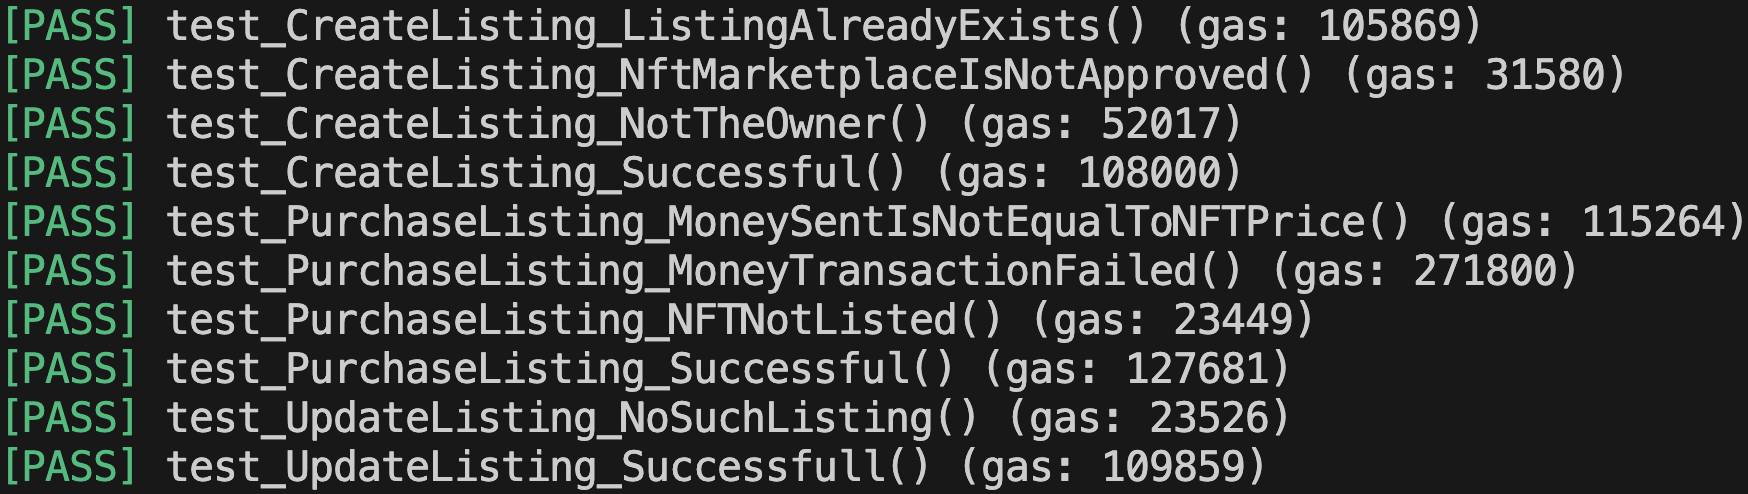 [PASS] test_CreateListing_ListingAlreadyExists() (gas: 105869)
[PASS] test_CreateListing_NftMarketplaceIsNotApproved() (gas: 31580)
[PASS] test_CreateListing_NotTheOwner() (gas: 52017)
[PASS] test_CreateListing_Successful() (gas: 108000)
[PASS] test_PurchaseListing_MoneySentIsNotEqualToNFTPrice() (gas: 115264)
[PASS] test_PurchaseListing_MoneyTransactionFailed() (gas: 271800)
[PASS] test_PurchaseListing_NFTNotListed() (gas: 23449)
[PASS] test_PurchaseListing_Successful() (gas: 127681)
[PASS] test_UpdateListing_NoSuchListing() (gas: 23526)
[PASS] test_UpdateListing_Successfull() (gas: 109859)